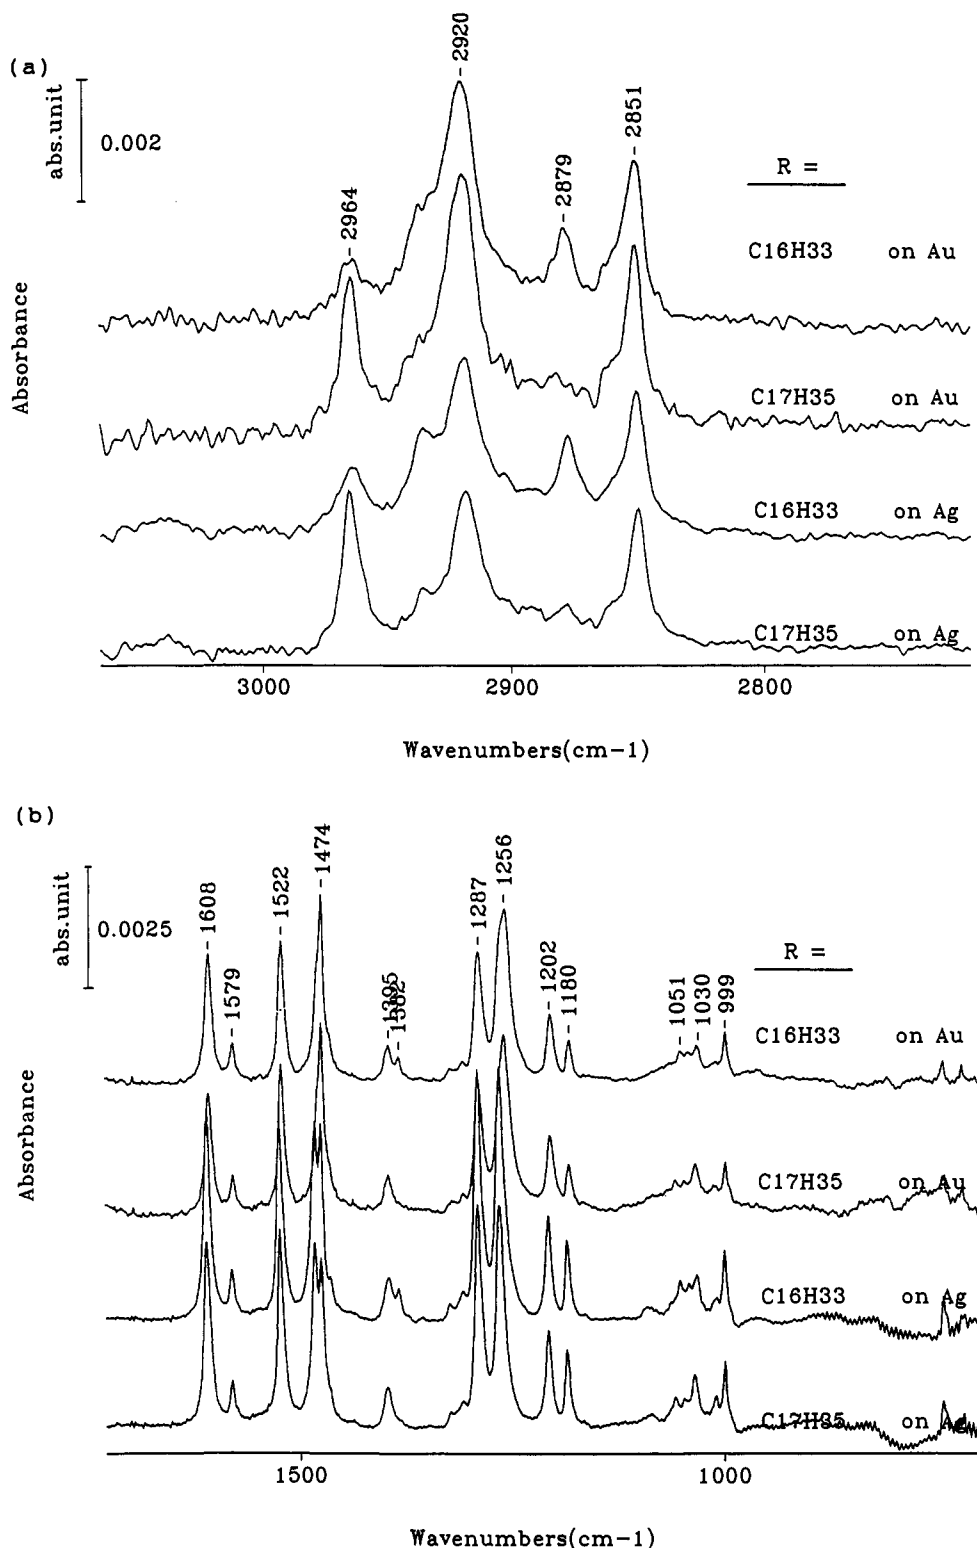 (a)
abs.unit
0.002
2964
2920
2879
2851
R =
C16H33 on Au
C17H35 on Au
C16H33 on Ag
C17H35 on Ag
Absorbance
3000 2900 2800
Wavenumbers(cm-1)
(b)
abs.unit
0.0025
1608
1579
1522
1474
1395
1382
1287
1256
1202
1180
1051
1030
999
R =
C16H33 on Au
C17H35 on Au
C16H33 on Ag
C17H35 on Ag
Absorbance
1500 1000
Wavenumbers(cm-1)